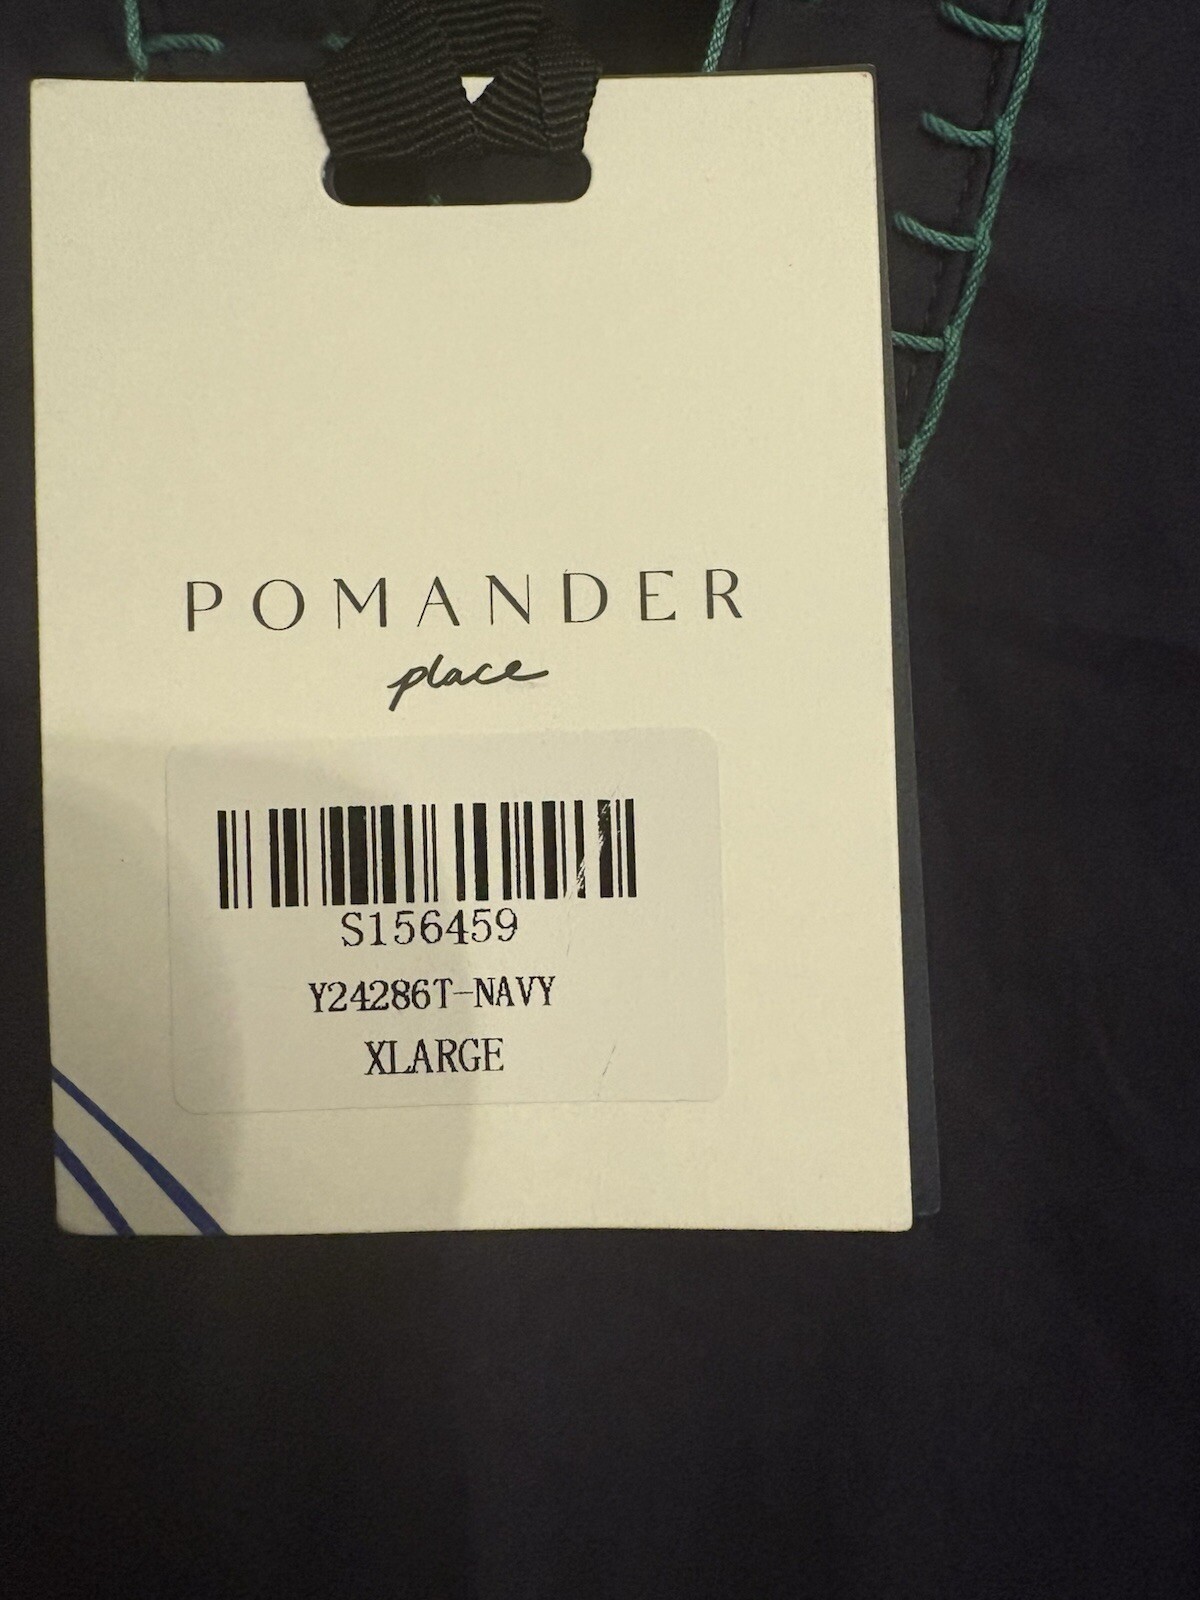 POMANDER
place
S156459
Y24286T-NAVY
XLARGE